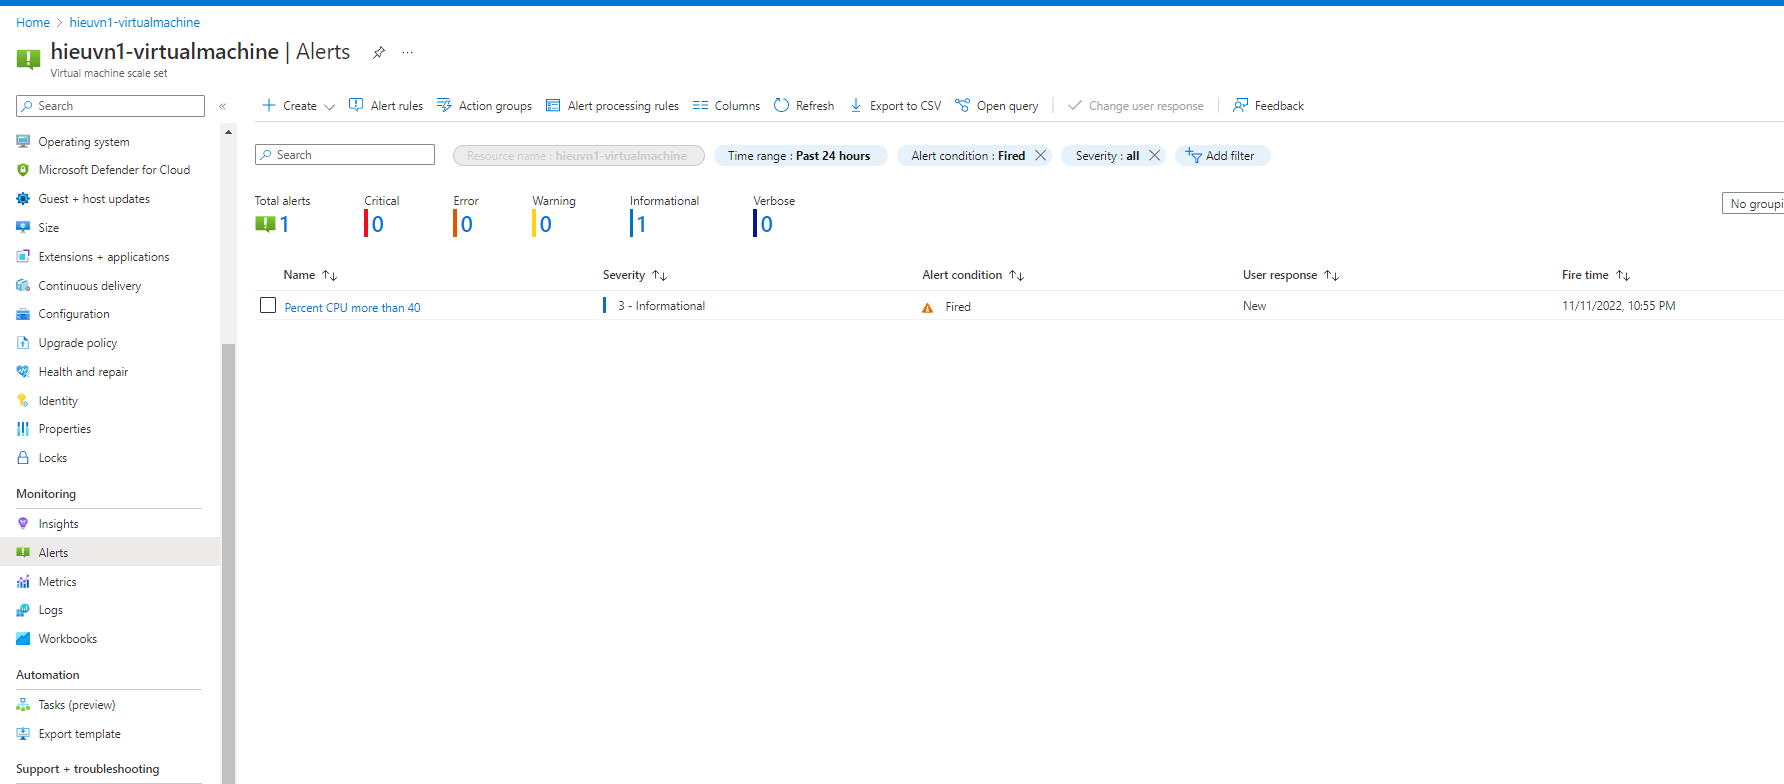 Home > hieuvn1-virtualmachine
hieuvn1-virtualmachine | Alerts ...
Virtual machine scale set
Search «
Operating system
Microsoft Defender for Cloud
Guest + host updates
Size
Extensions + applications
Continuous delivery
Configuration
Upgrade policy
Health and repair
Identity
Properties
Locks
Monitoring
Insights
Alerts
Metrics
Logs
Workbooks
Automation
Tasks (preview)
Export template
Support + troubleshooting
Create Alert rules Action groups Alert processing rules Columns Refresh Export to CSV Open query Change user response Feedback
Search Resource name : hieuvn1-virtualmachine Time range : Past 24 hours Alert condition : Fired Severity : all Add filter
Total alerts Critical Error Warning Informational Verbose
1 0 0 0 1 0
No groupi
Name ↑↓ Severity ↑↓ Alert condition ↑↓ User response ↑↓ Fire time ↑↓
Percent CPU more than 40 3 - Informational Fired New 11/11/2022, 10:55 PM